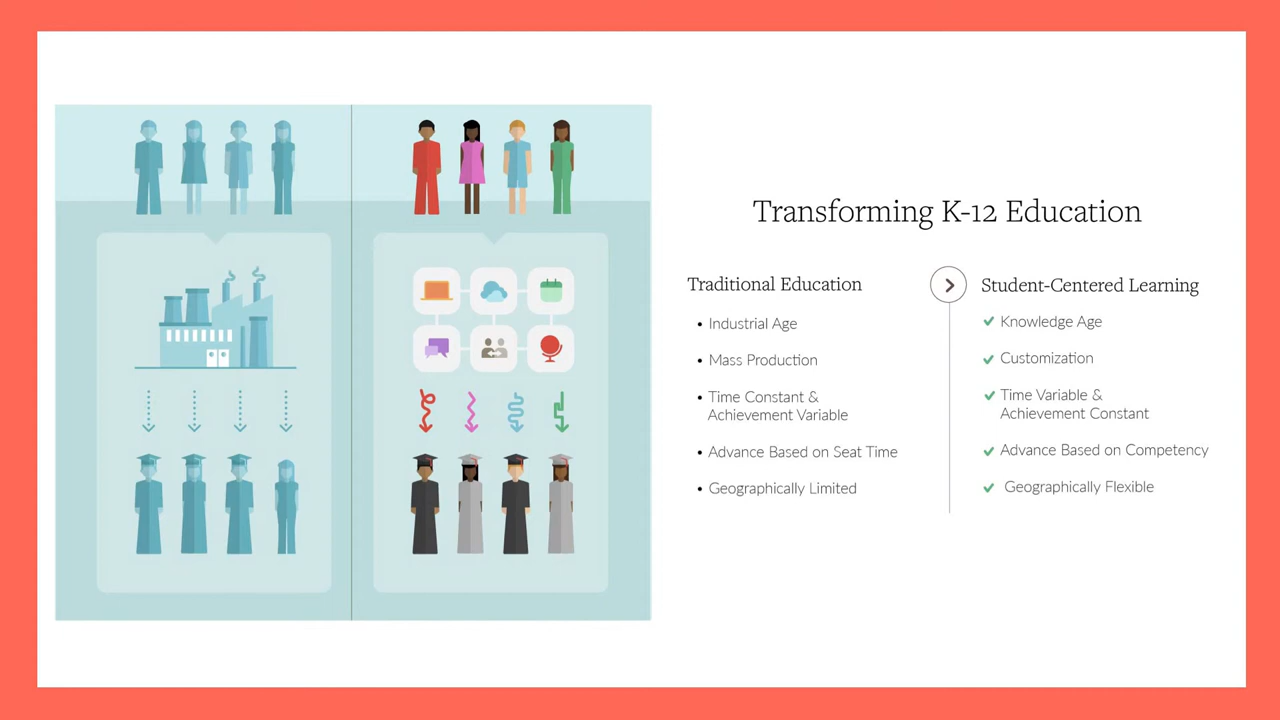 Transforming K-12 Education
Traditional Education
• Industrial Age
• Mass Production
• Time Constant &
Achievement Variable
• Advance Based on Seat Time
• Geographically Limited
Student-Centered Learning
✔ Knowledge Age
✔ Customization
✔ Time Variable &
Achievement Constant
✔ Advance Based on Competency
✔ Geographically Flexible